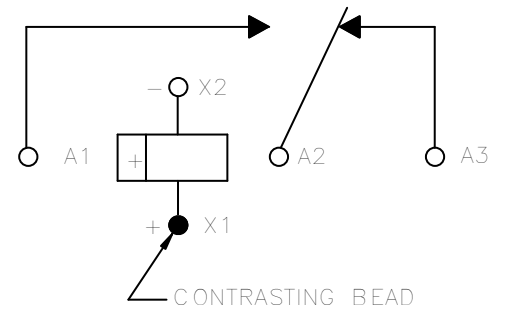 - X2
A1
+
A2
A3
+ X1
CONTRASTING BEAD